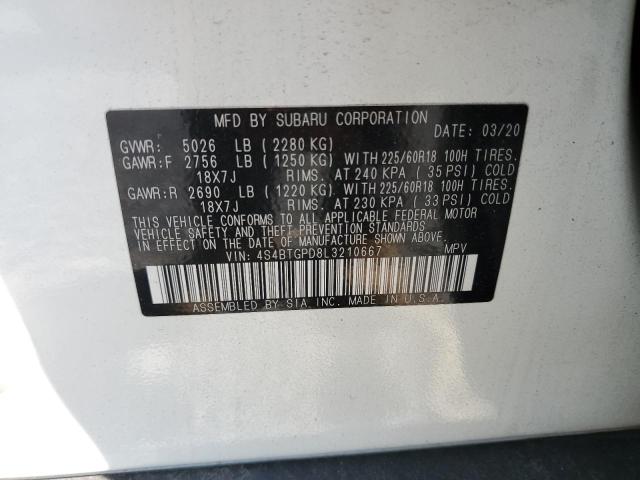 MFD BY SUBARU CORPORATION DATE: 03/20
GVWR: 5026 LB (2280 KG)
GAWR:F 2756 LB (1250 KG) WITH 225/60R18 100H TIRES.
18X7J RIMS. AT 240 KPA (35 PSI) COLD
GAWR:R 2690 LB (1220 KG) WITH 225/60R18 100H TIRES.
18X7J RIMS. AT 230 KPA (33 PSI) COLD
THIS VEHICLE CONFORMS TO ALL APPLICABLE FEDERAL MOTOR
VEHICLE SAFETY AND THEFT PREVENTION STANDARDS
IN EFFECT ON THE DATE OF MANUFACTURE SHOWN ABOVE.
VIN: 4S4BTGPD8L3210667 MPV
ASSEMBLED BY SIA, INC. MADE IN U.S.A.